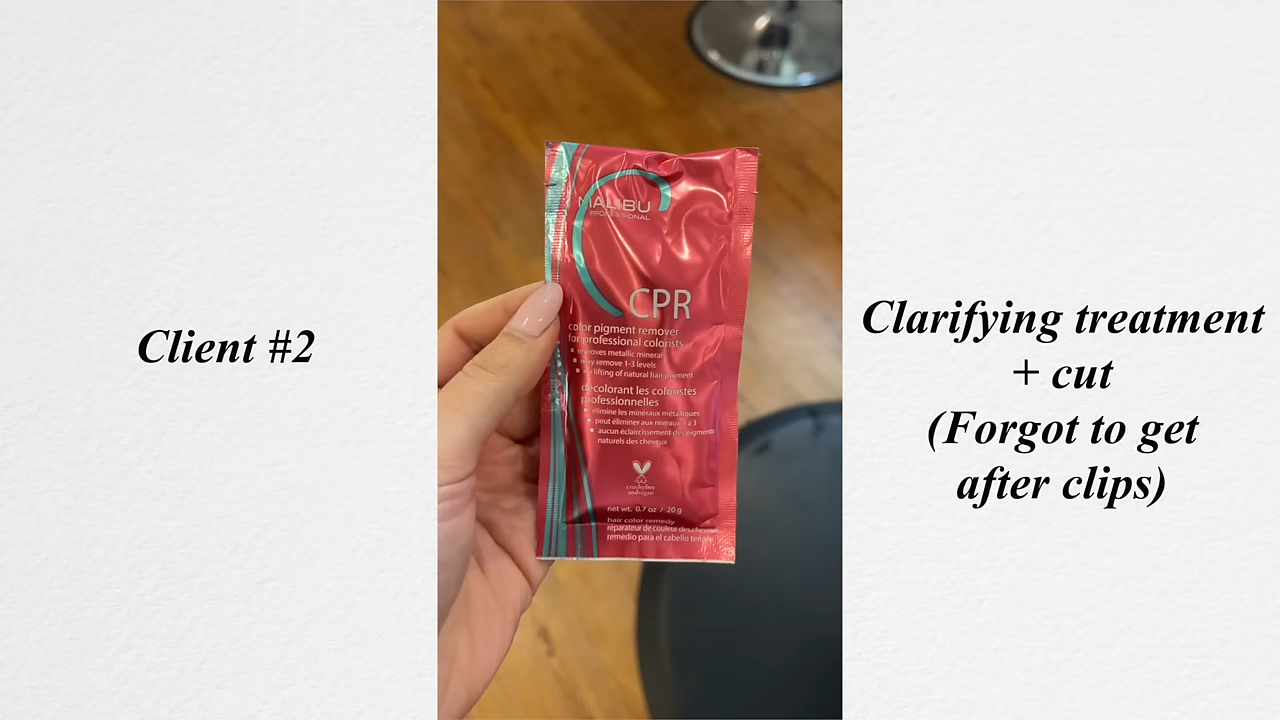 Client #2
MALIBU
PROFESSIONAL
CPR
color pigment remover
for professional colorists
removes metallic minerals
may remove 1-3 levels
no lifting of natural hair pigment
décolorant les coloristes
professionnelles
élimine les minéraux métalliques
peut éliminer aux niveaux 1 a 3
aucun éclaircissement des pigments
naturels des cheveux
crueltyfree
and vegan
net wt. 0.7 oz / 20 g
hair color remedy
réparateur de couleur des cheveux
remedio para el cabello teñido
Clarifying treatment
+ cut
(Forgot to get
after clips)